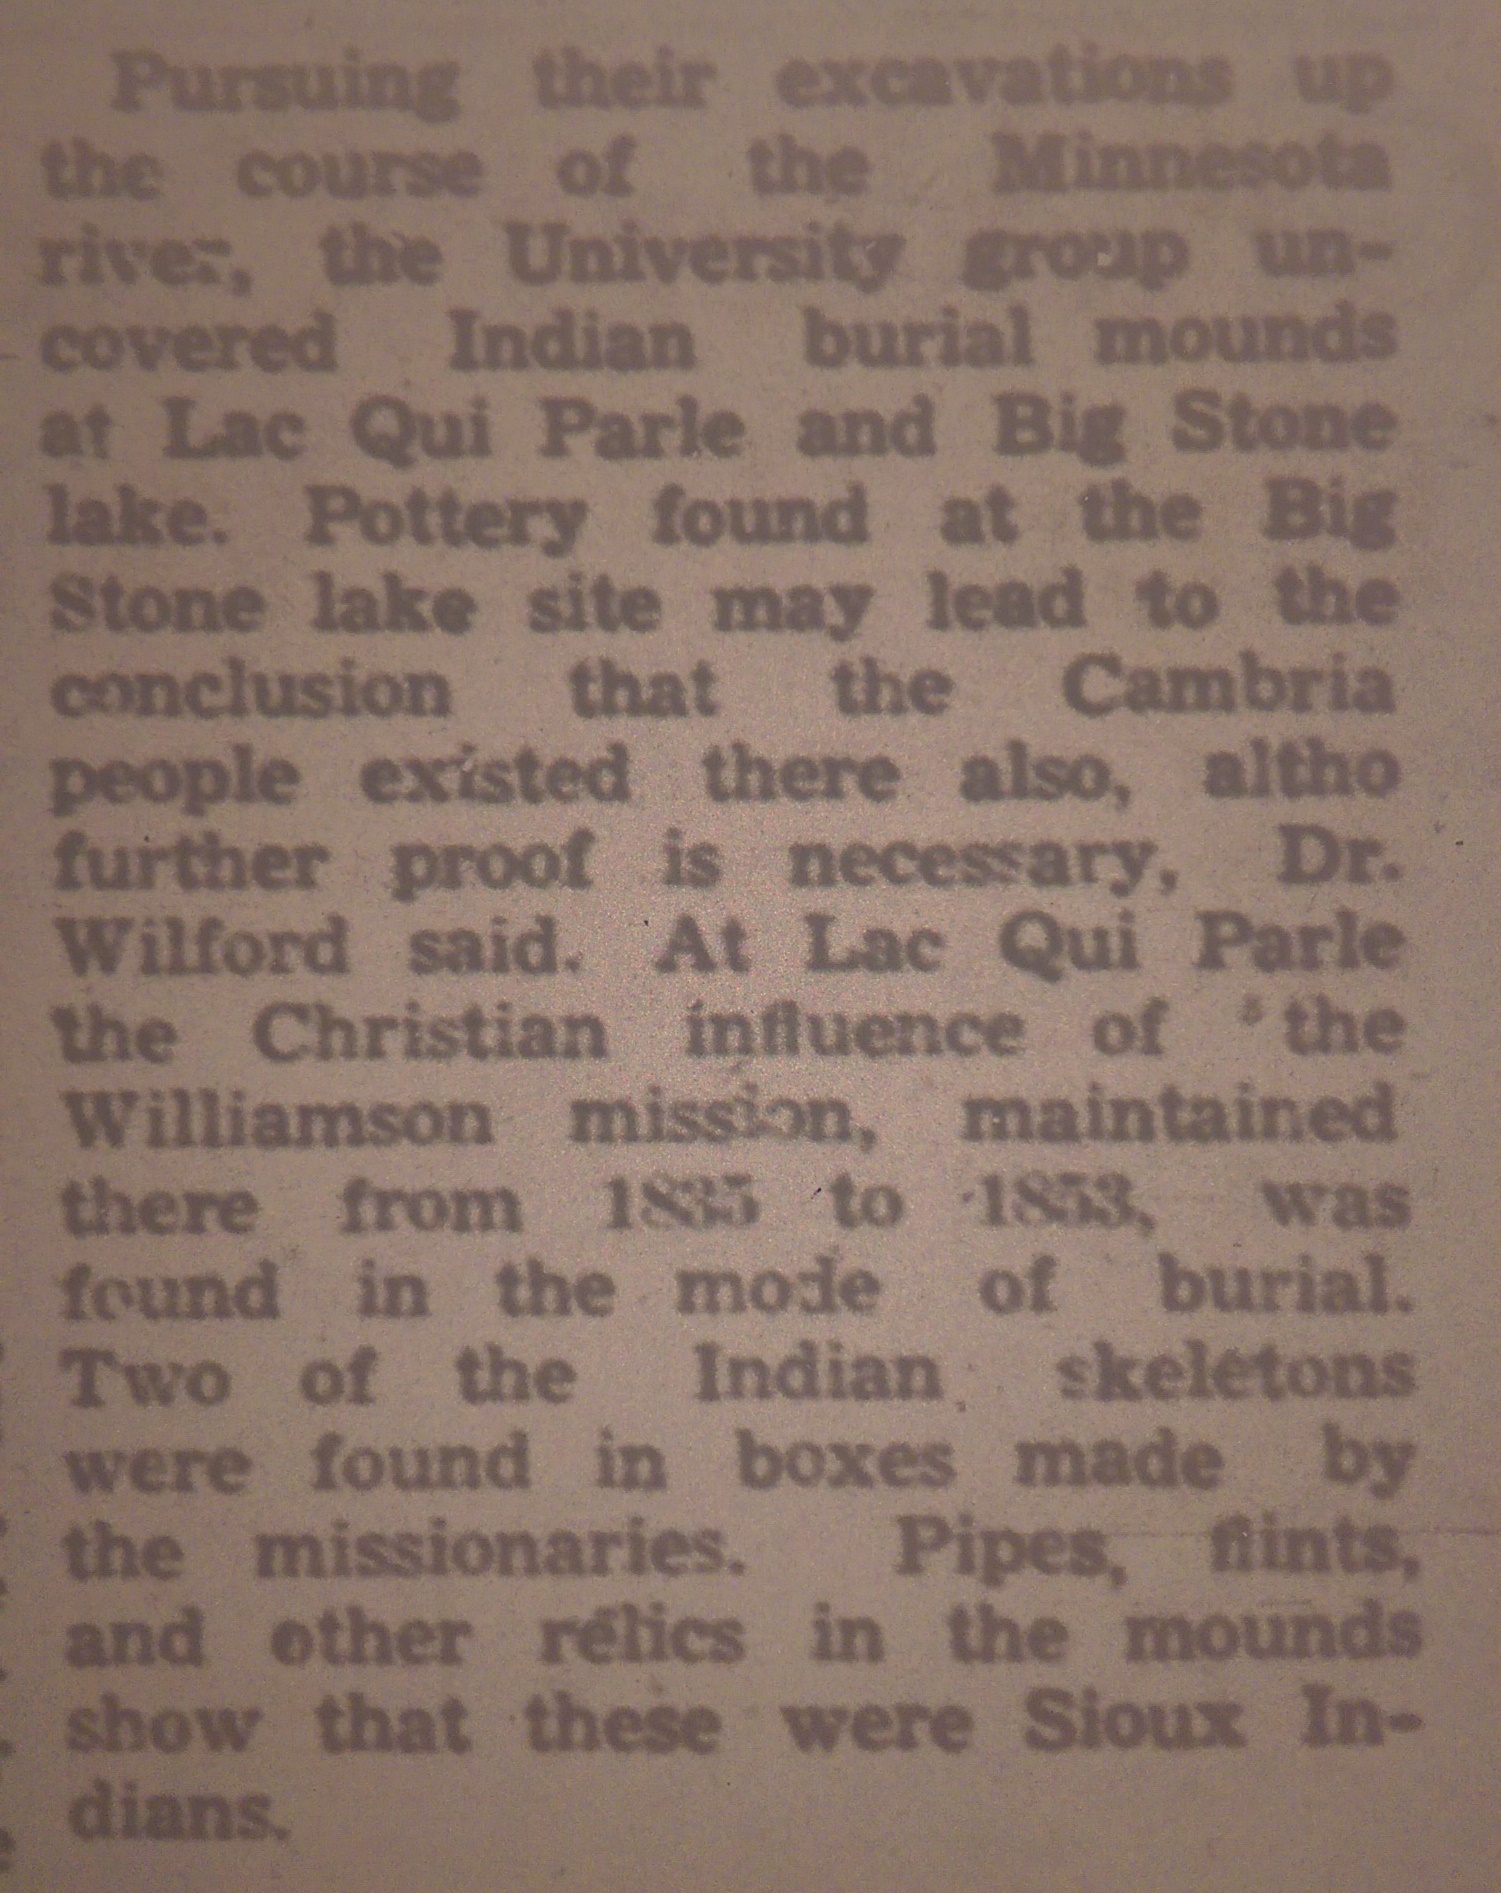 Pursuing their excavations up
the course of the Minnesota
river, the University group un-
covered Indian burial mounds
at Lac Qui Parle and Big Stone
lake. Pottery found at the Big
Stone lake site may lead to the
conclusion that the Cambria
people existed there also, altho
further proof is necessary, Dr.
Wilford said. At Lac Qui Parle
the Christian influence of the
Williamson mission, maintained
there from 1835 to 1853, was
found in the mode of burial.
Two of the Indian skeletons
were found in boxes made by
the missionaries. Pipes, flints,
and other relics in the mounds
show that these were Sioux In-
dians.